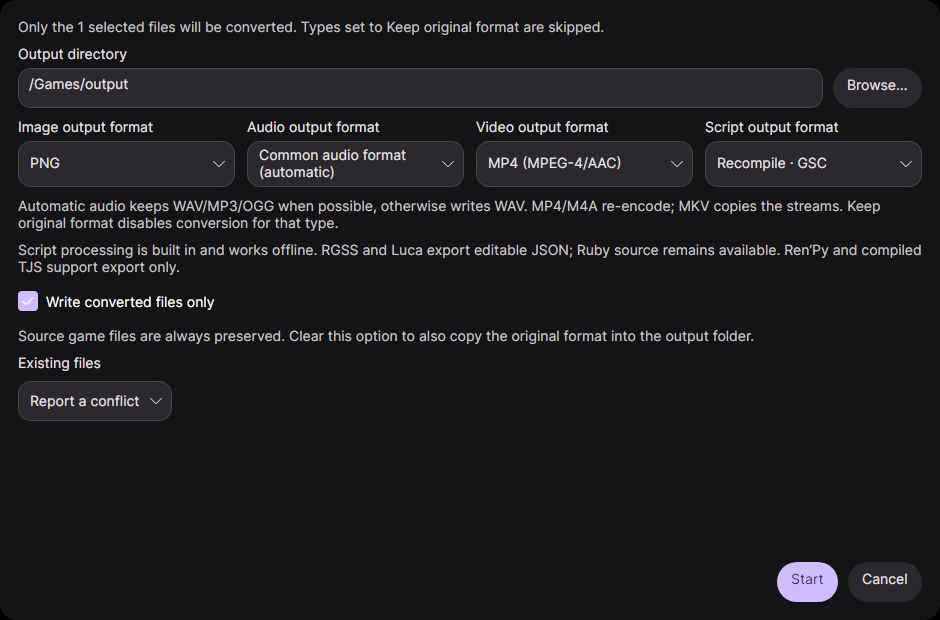 Only the 1 selected files will be converted. Types set to Keep original format are skipped.
Output directory
/Games/output
Browse...
Image output format
Audio output format
Video output format
Script output format
PNG
Common audio format
(automatic)
MP4 (MPEG-4/AAC)
Recompile · GSC
Automatic audio keeps WAV/MP3/OGG when possible, otherwise writes WAV. MP4/M4A re-encode; MKV copies the streams. Keep
original format disables conversion for that type.
Script processing is built in and works offline. RGSS and Luca export editable JSON; Ruby source remains available. Ren'Py and compiled
TJS support export only.
Write converted files only
Source game files are always preserved. Clear this option to also copy the original format into the output folder.
Existing files
Report a conflict
Start
Cancel